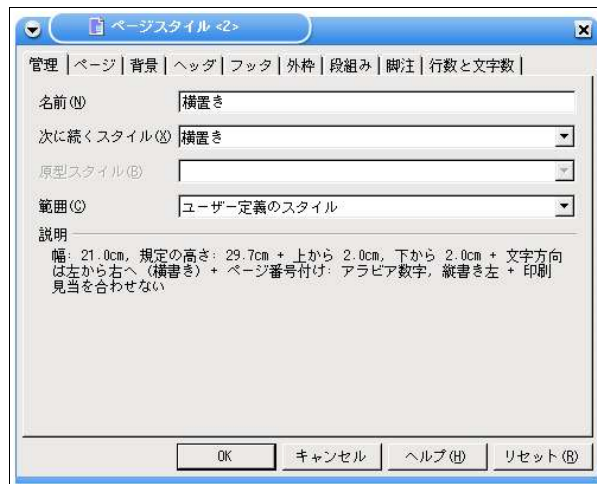 ページスタイル <2>
管理 ページ 背景 ヘッダ フッタ 外枠 段組み 脚注 行数と文字数
名前(N) 横置き
次に続くスタイル(X) 横置き
原型スタイル(B)
範囲(C) ユーザー定義のスタイル
説明
幅: 21.0cm, 規定の高さ: 29.7cm + 上から 2.0cm, 下から 2.0cm + 文字方向
は左から右へ (横書き) + ページ番号付け: アラビア数字, 縦書き左 + 印刷
見当を合わせない
OK キャンセル ヘルプ(H) リセット(R)